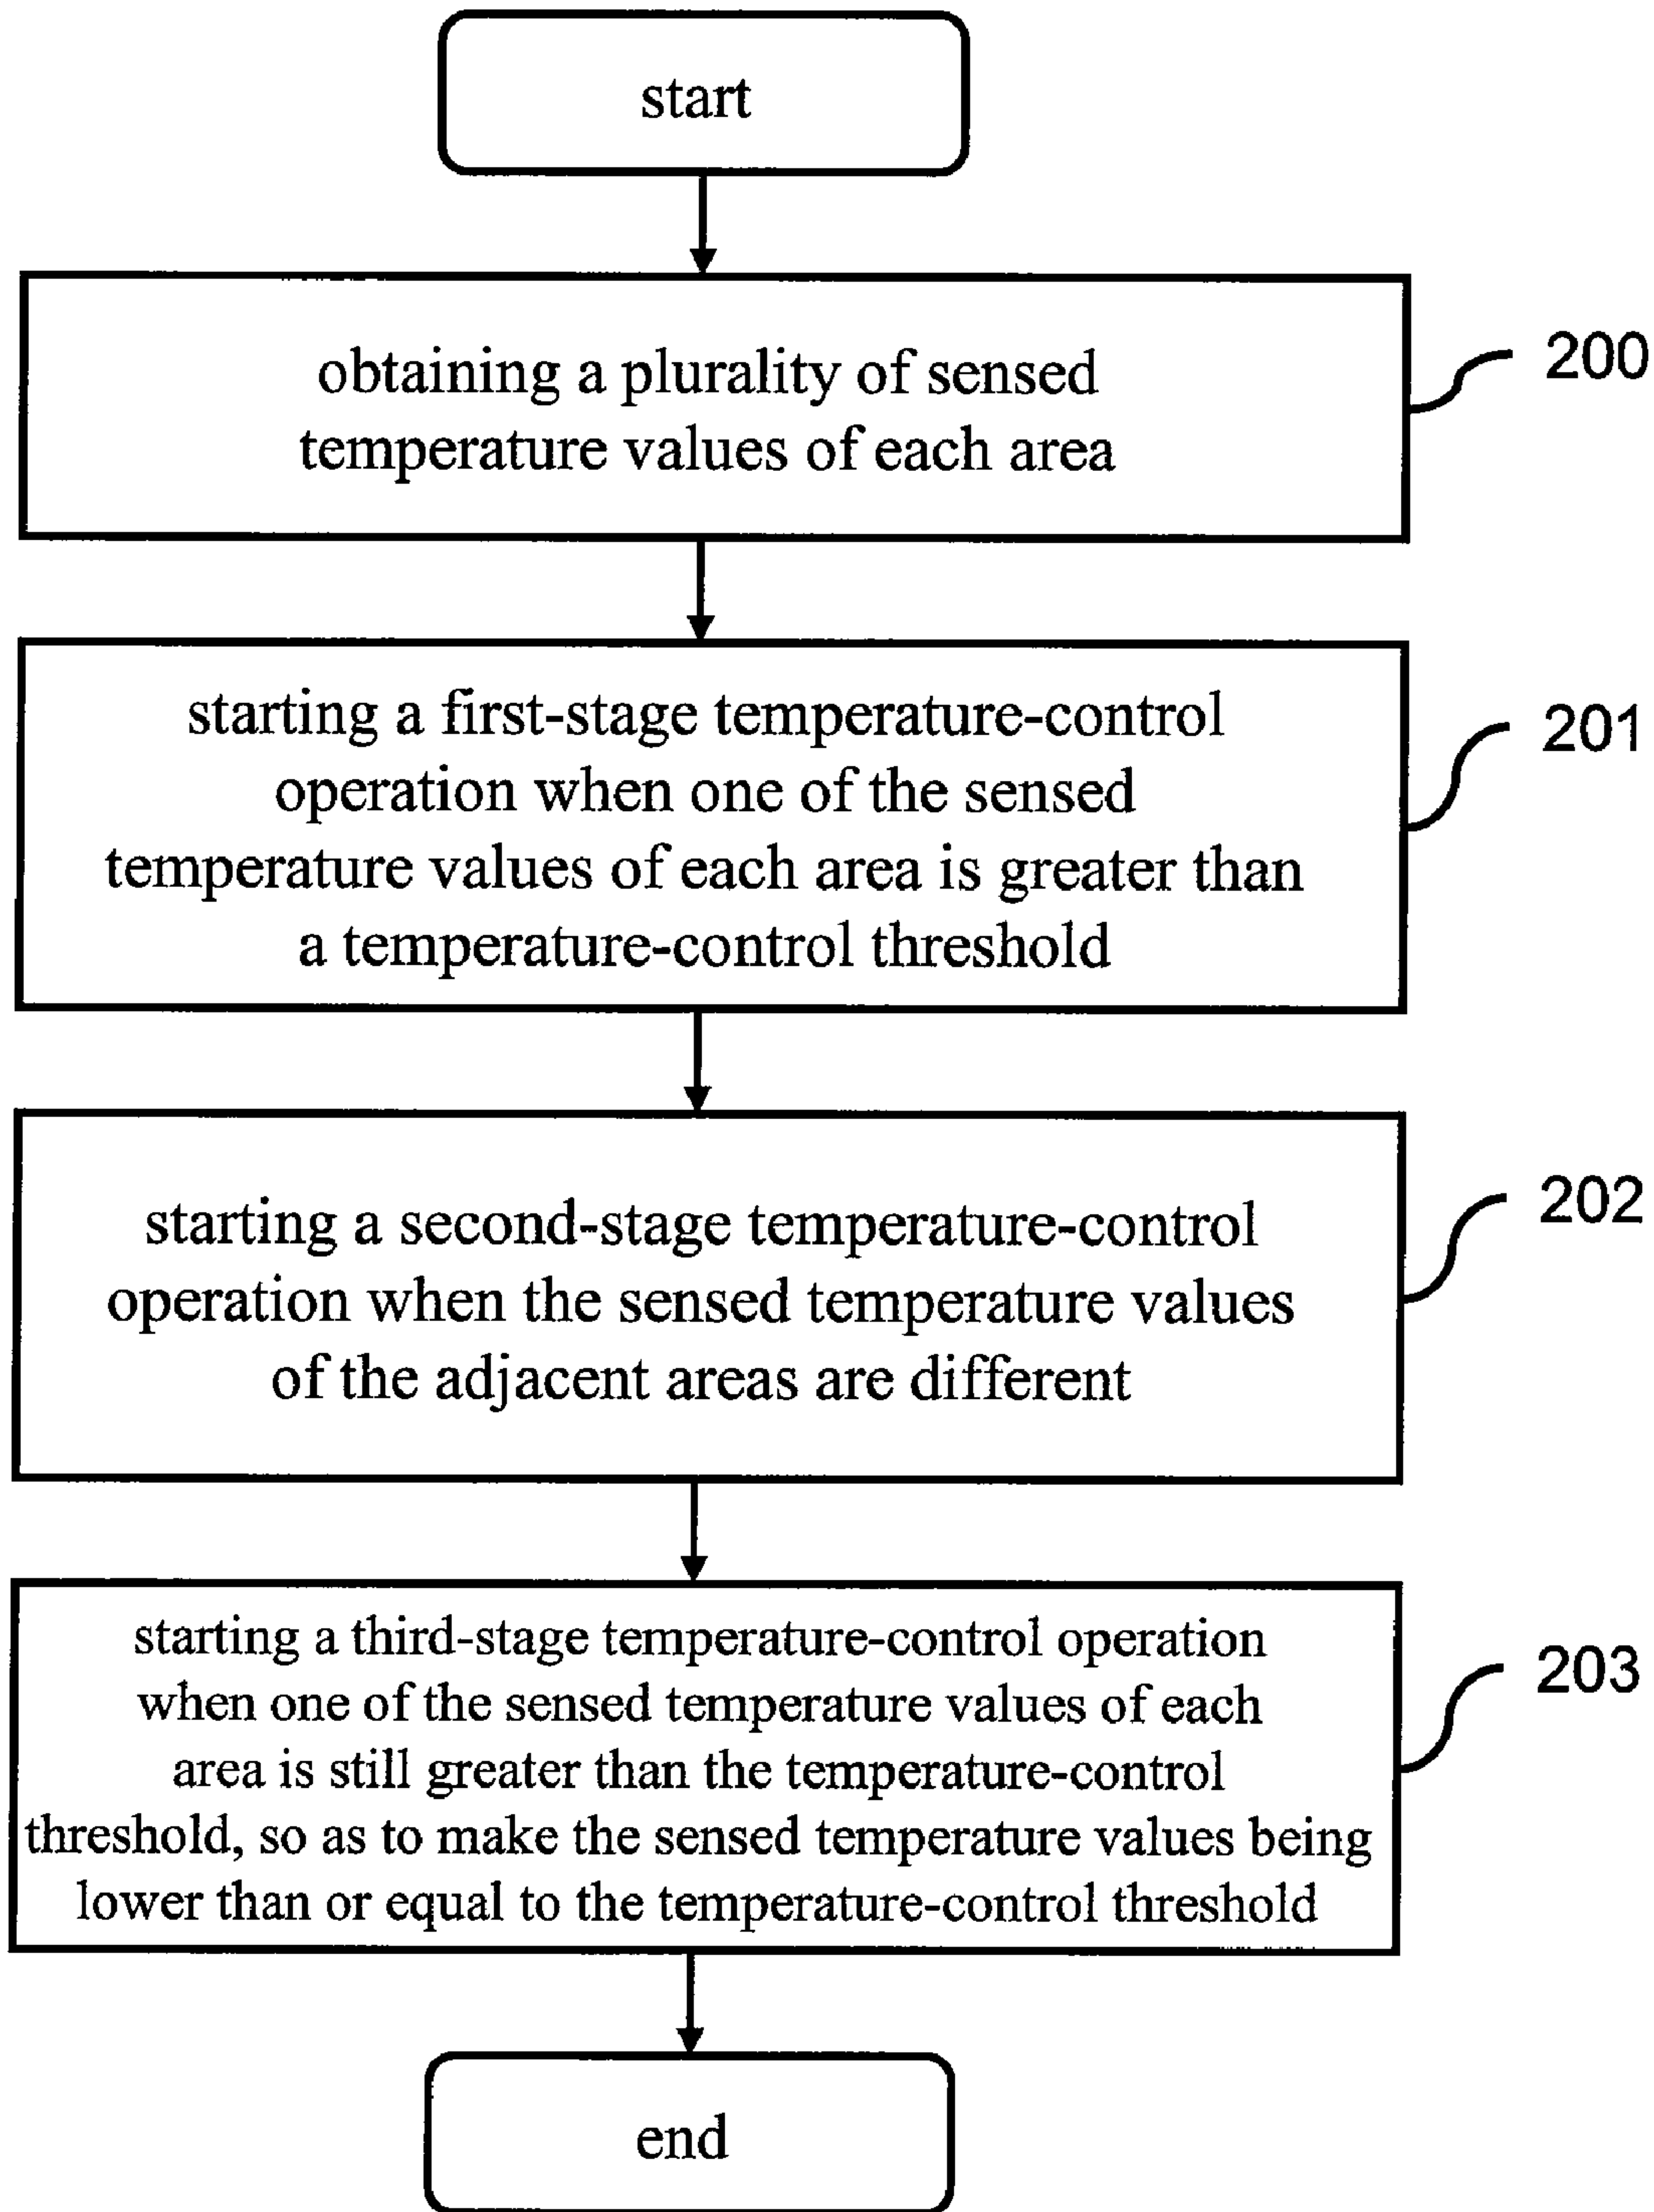 start
obtaining a plurality of sensed
temperature values of each area
200
starting a first-stage temperature-control
operation when one of the sensed
temperature values of each area is greater than
a temperature-control threshold
201
starting a second-stage temperature-control
operation when the sensed temperature values
of the adjacent areas are different
202
starting a third-stage temperature-control operation
when one of the sensed temperature values of each
area is still greater than the temperature-control
threshold, so as to make the sensed temperature values being
lower than or equal to the temperature-control threshold
203
end